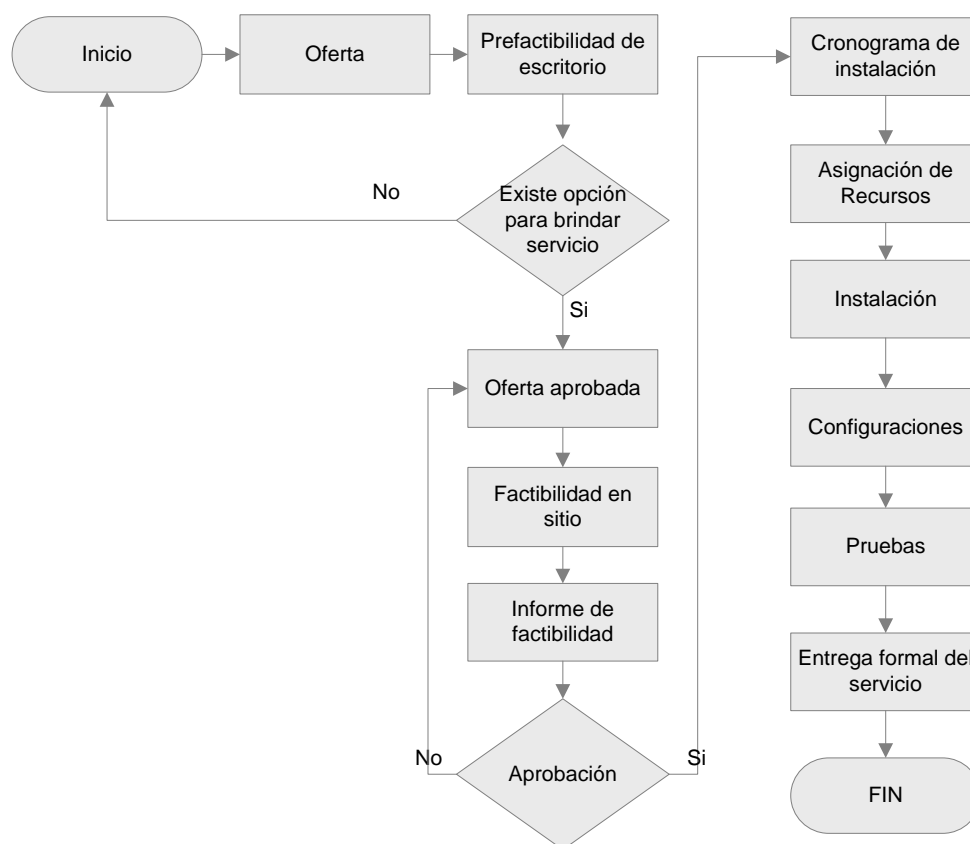 Inicio
Oferta
Prefactibilidad de
escritorio
No
Existe opción
para brindar
servicio
Si
Oferta aprobada
Factibilidad en
sitio
Informe de
factibilidad
No
Aprobación
Si
Cronograma de
instalación
Asignación de
Recursos
Instalación
Configuraciones
Pruebas
Entrega formal del
servicio
FIN